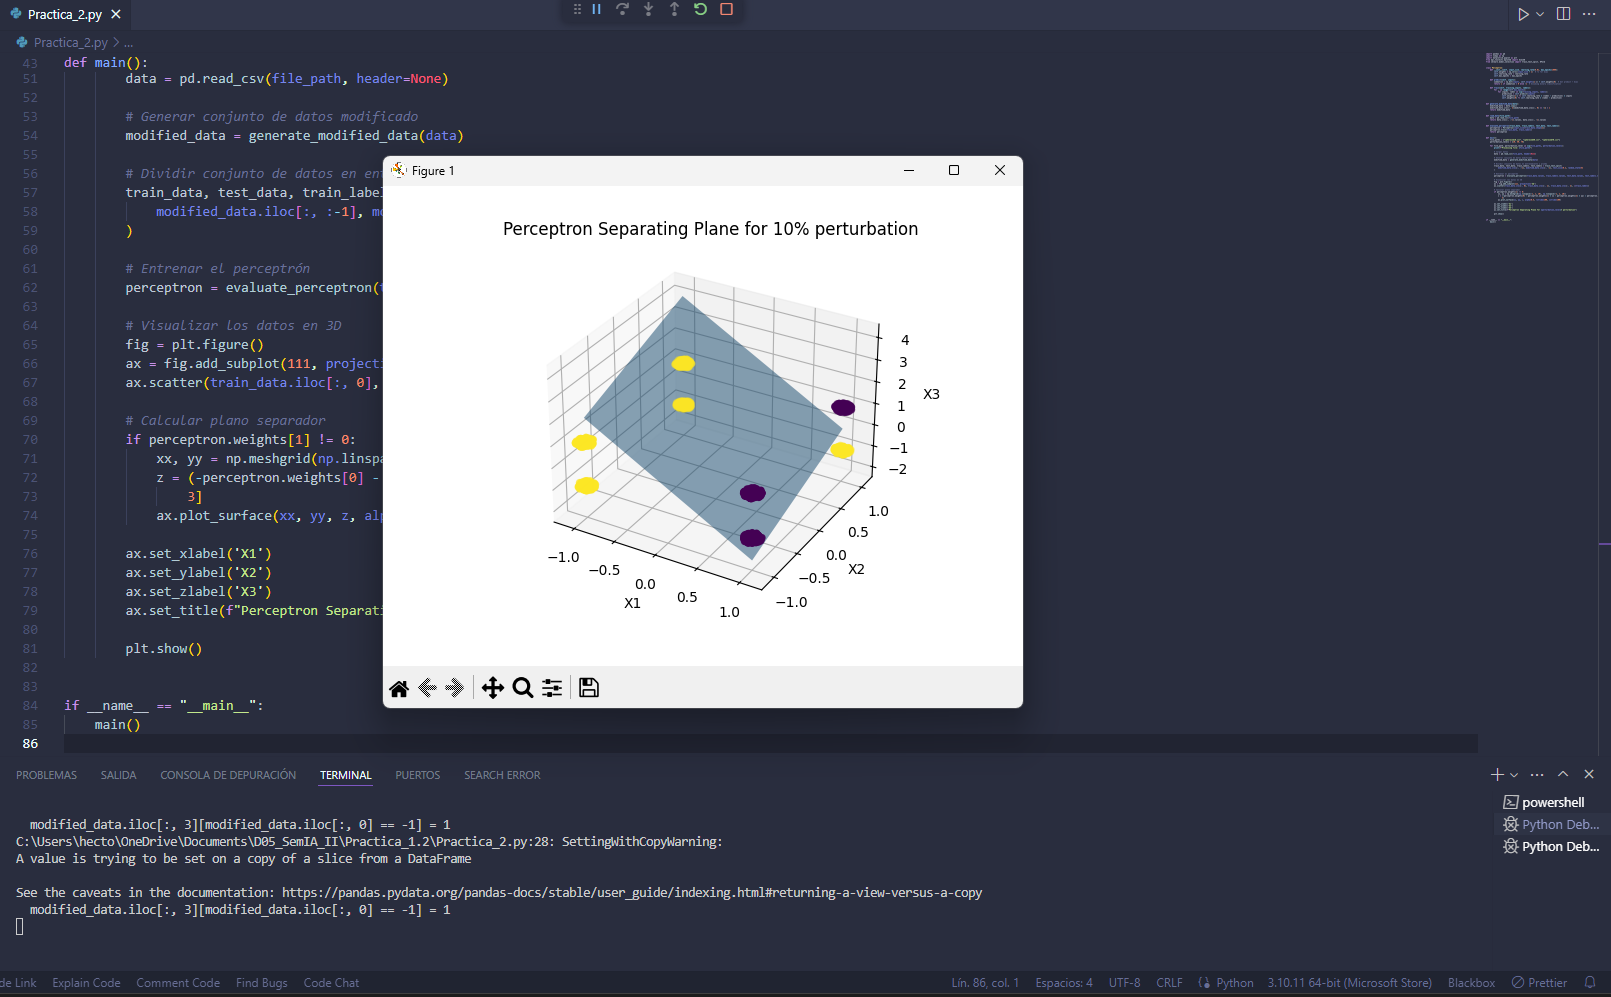 Practica_2.py
Practica_2.py > ...
43 def main():
51 data = pd.read_csv(file_path, header=None)
52
53 # Generar conjunto de datos modificado
54 modified_data = generate_modified_data(data)
55
56 # Dividir conjunto de datos en en
57 train_data, test_data, train_label
58 modified_data.iloc[:, :-1], mo
59 )
60
61 # Entrenar el perceptrón
62 perceptron = evaluate_perceptron(
63
64 # Visualizar los datos en 3D
65 fig = plt.figure()
66 ax = fig.add_subplot(111, projecti
67 ax.scatter(train_data.iloc[:, 0],
68
69 # Calcular plano separador
70 if perceptron.weights[1] != 0:
71 xx, yy = np.meshgrid(np.linspa
72 z = (-perceptron.weights[0] -
73 3]
74 ax.plot_surface(xx, yy, z, alp
75
76 ax.set_xlabel('X1')
77 ax.set_ylabel('X2')
78 ax.set_zlabel('X3')
79 ax.set_title(f"Perceptron Separati
80
81 plt.show()
82
83
84 if __name__ == "__main__":
85 main()
86
Figure 1
Perceptron Separating Plane for 10% perturbation
4
3
2
1
0
−1
−2
X3
−1.0
−0.5
0.0
0.5
1.0
X1
−1.0
−0.5
0.0
0.5
1.0
X2
PROBLEMAS SALIDA CONSOLA DE DEPURACIÓN TERMINAL PUERTOS SEARCH ERROR
modified_data.iloc[:, 3][modified_data.iloc[:, 0] == -1] = 1
C:\Users\hecto\OneDrive\Documents\D05_SemIA_II\Practica_1.2\Practica_2.py:28: SettingWithCopyWarning:
A value is trying to be set on a copy of a slice from a DataFrame
See the caveats in the documentation: https://pandas.pydata.org/pandas-docs/stable/user_guide/indexing.html#returning-a-view-versus-a-copy
modified_data.iloc[:, 3][modified_data.iloc[:, 0] == -1] = 1
powershell
Python Deb...
Python Deb...
de Link Explain Code Comment Code Find Bugs Code Chat
Lín. 86, col. 1 Espacios: 4 UTF-8 CRLF Python 3.10.11 64-bit (Microsoft Store) Blackbox Prettier